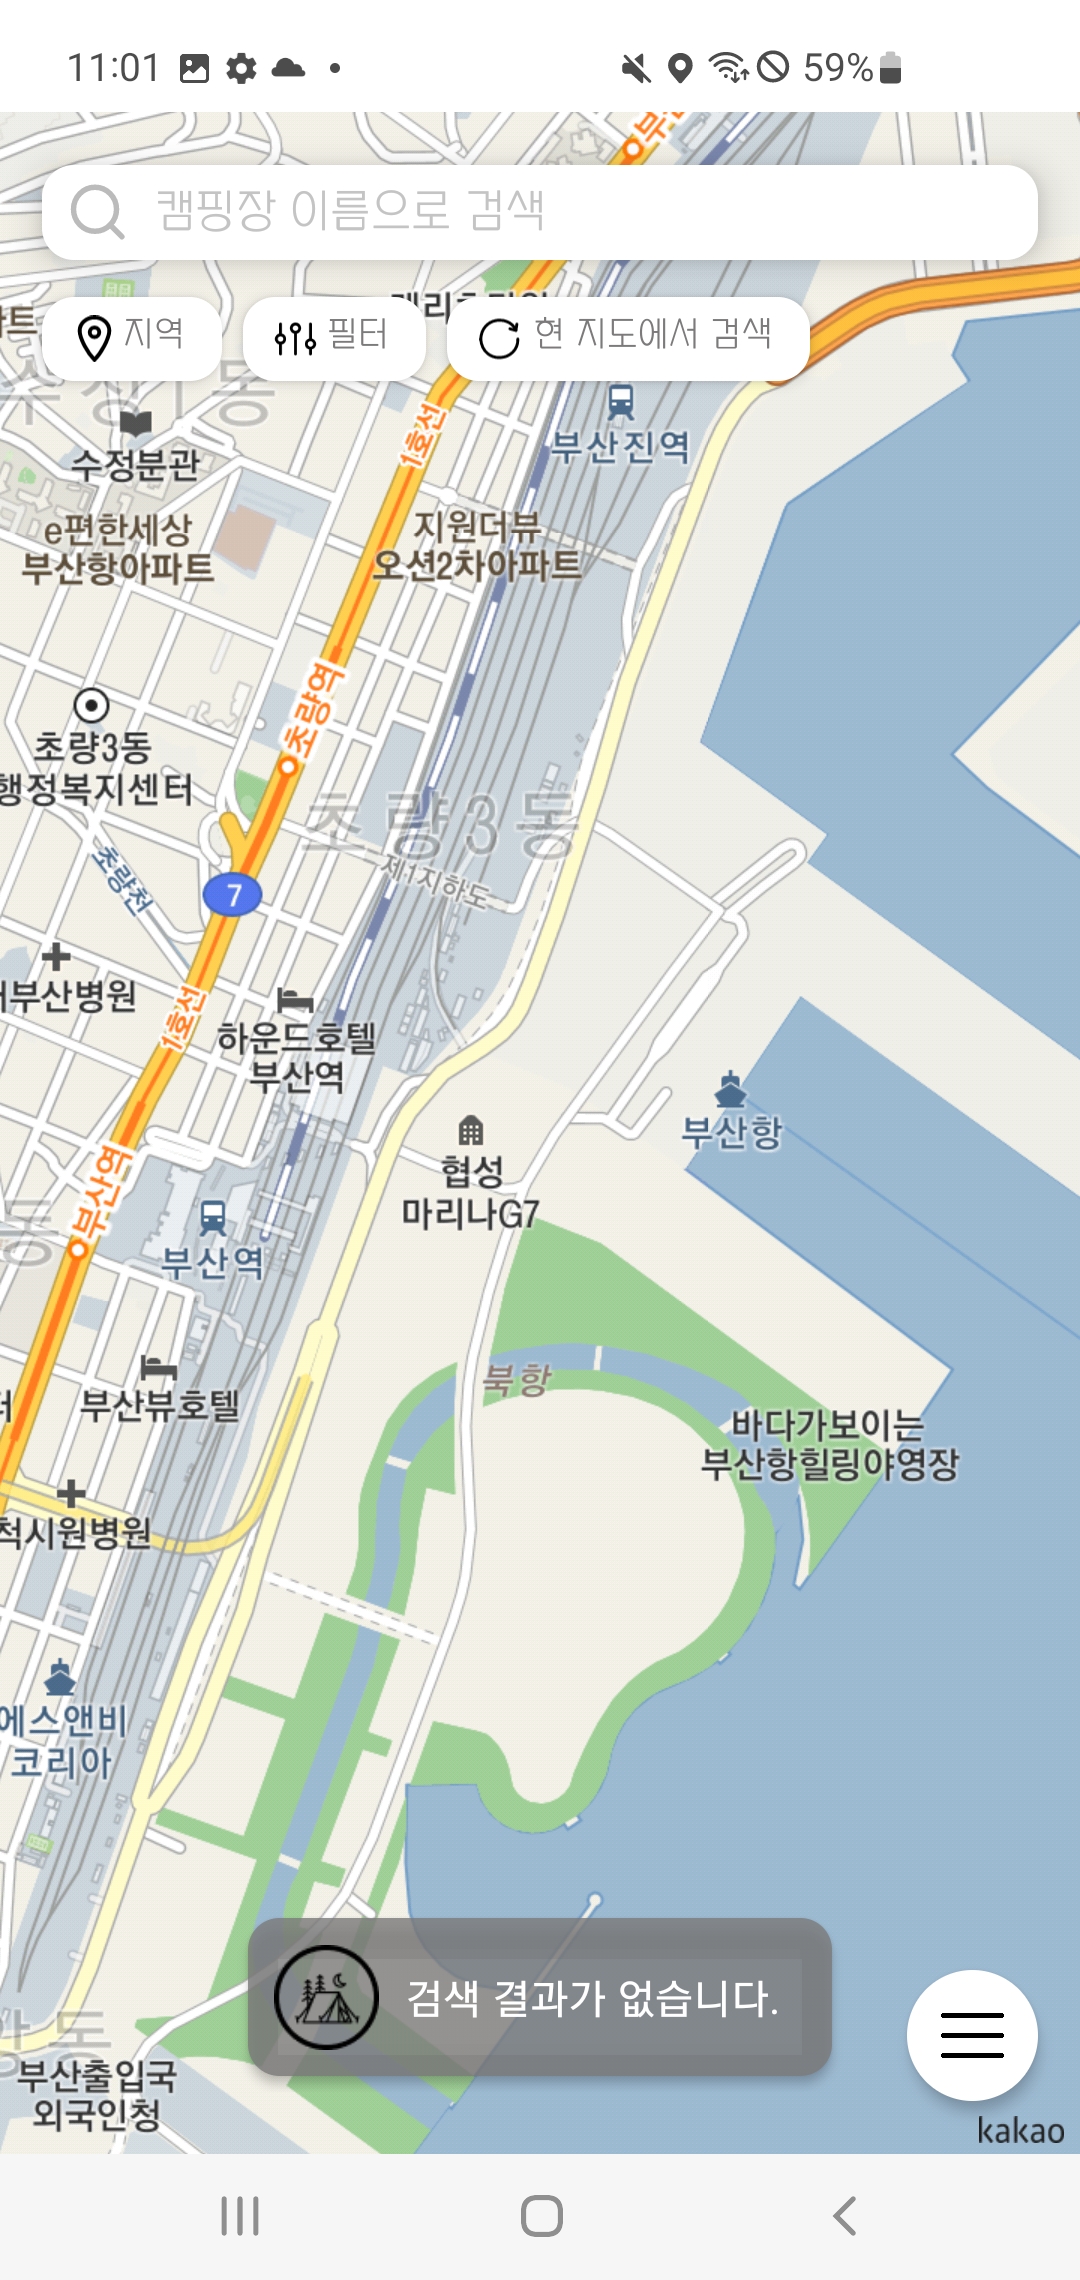 11:01
59%
캠핑장 이름으로 검색
지역
필터
현 지도에서 검색
부산진역
1호선
수정분관
e편한세상
부산항아파트
지원더뷰
오션2차아파트
초량역
초량3동
행정복지센터
초량3동
제1지하도
초량천
7
부산병원
1호선
하운드호텔
부산역
부산항
협성
마리나G7
부산역
부산역
북항
부산뷰호텔
바다가보이는
부산항힐링야영장
척시원병원
에스앤비
코리아
검색 결과가 없습니다.
부산출입국
외국인청
kakao